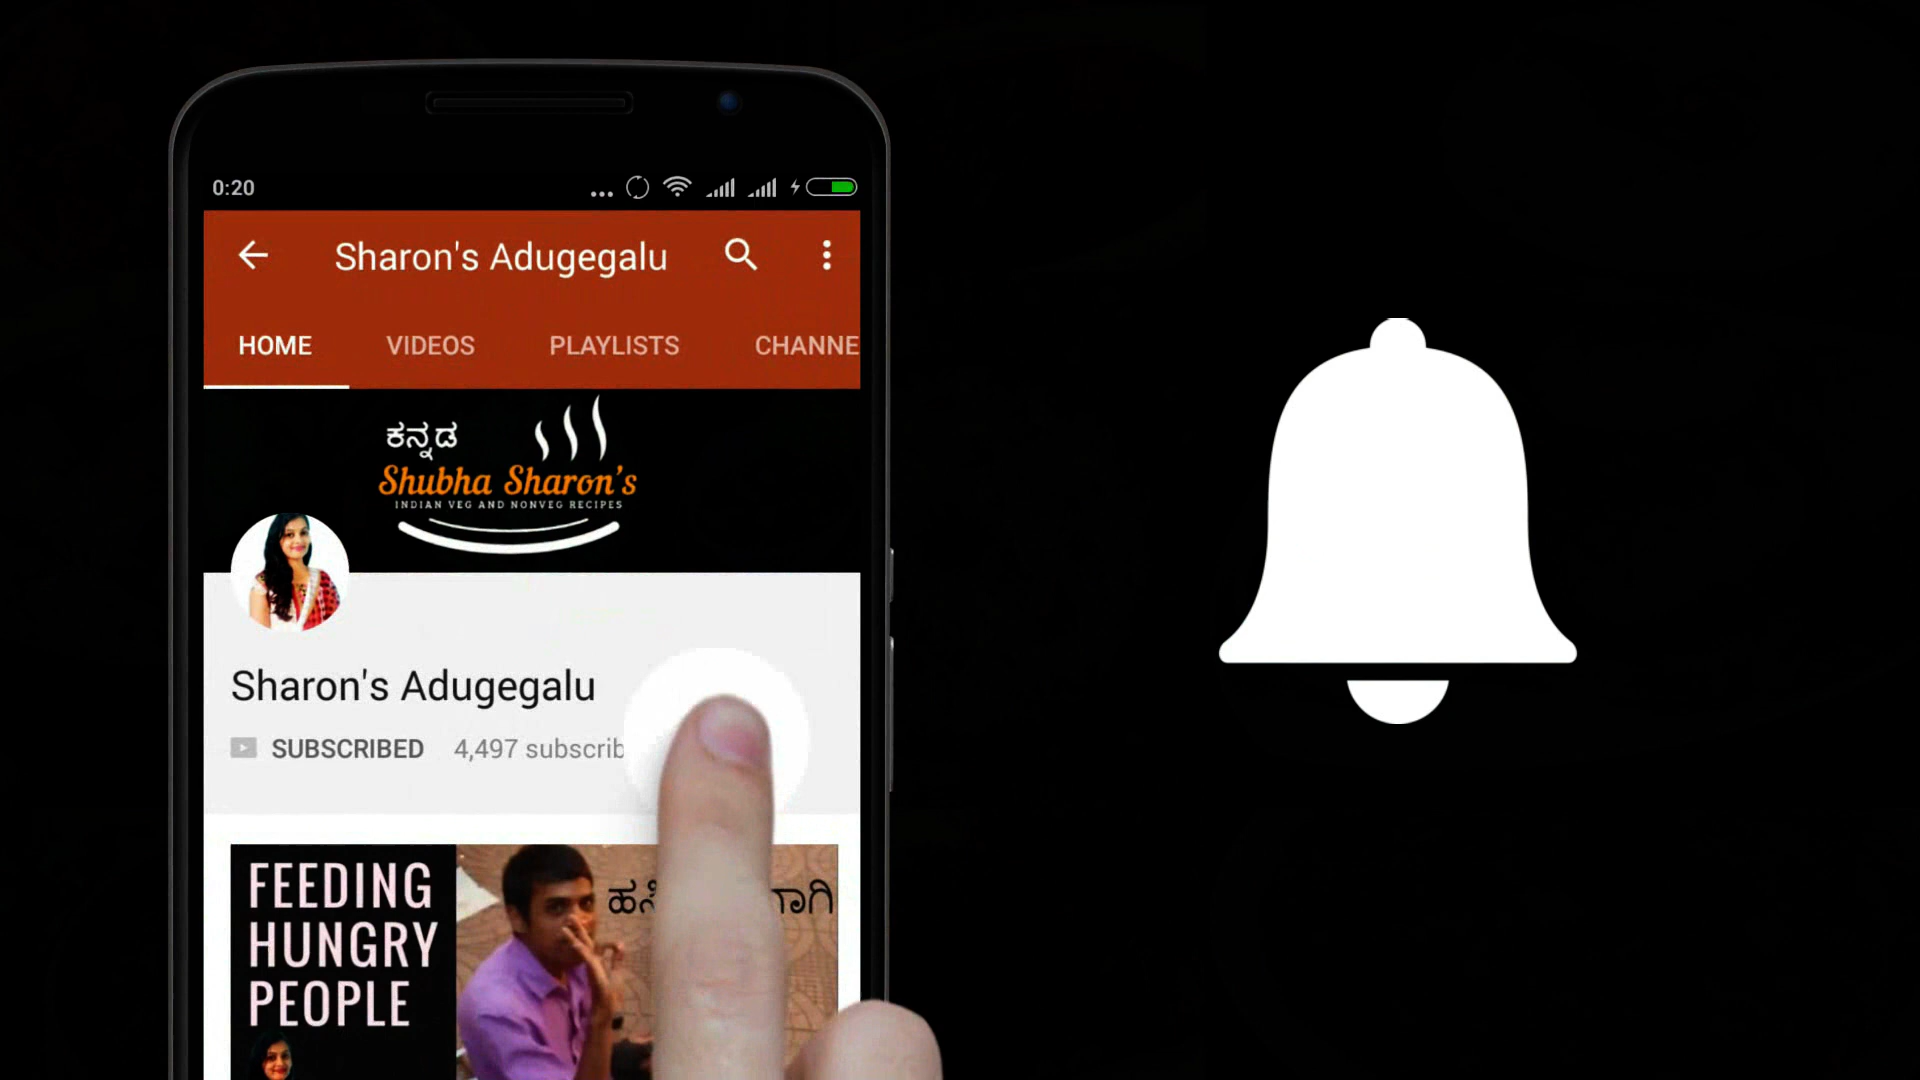 0:20
Sharon's Adugegalu
HOME VIDEOS PLAYLISTS CHANNE
ಕನ್ನಡ
Shubha Sharon's
INDIAN VEG AND NONVEG RECIPES
Sharon's Adugegalu
SUBSCRIBED 4,497 subscrib
FEEDING
HUNGRY
PEOPLE